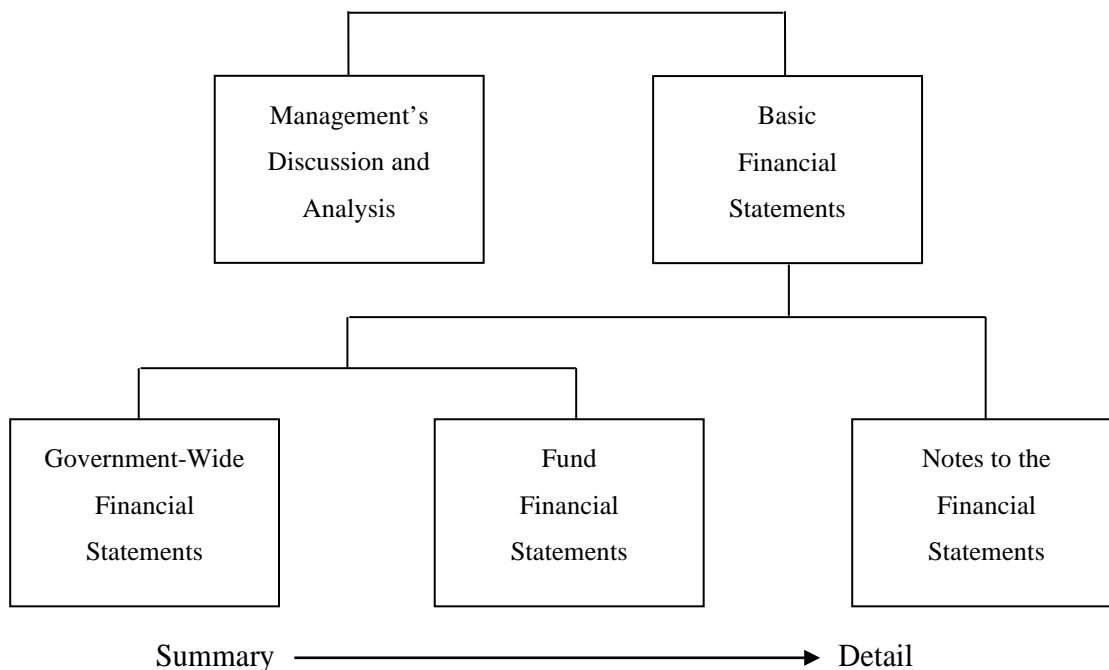 Management’s
Discussion and
Analysis
Basic
Financial
Statements
Government-Wide
Financial
Statements
Fund
Financial
Statements
Notes to the
Financial
Statements
Summary
Detail